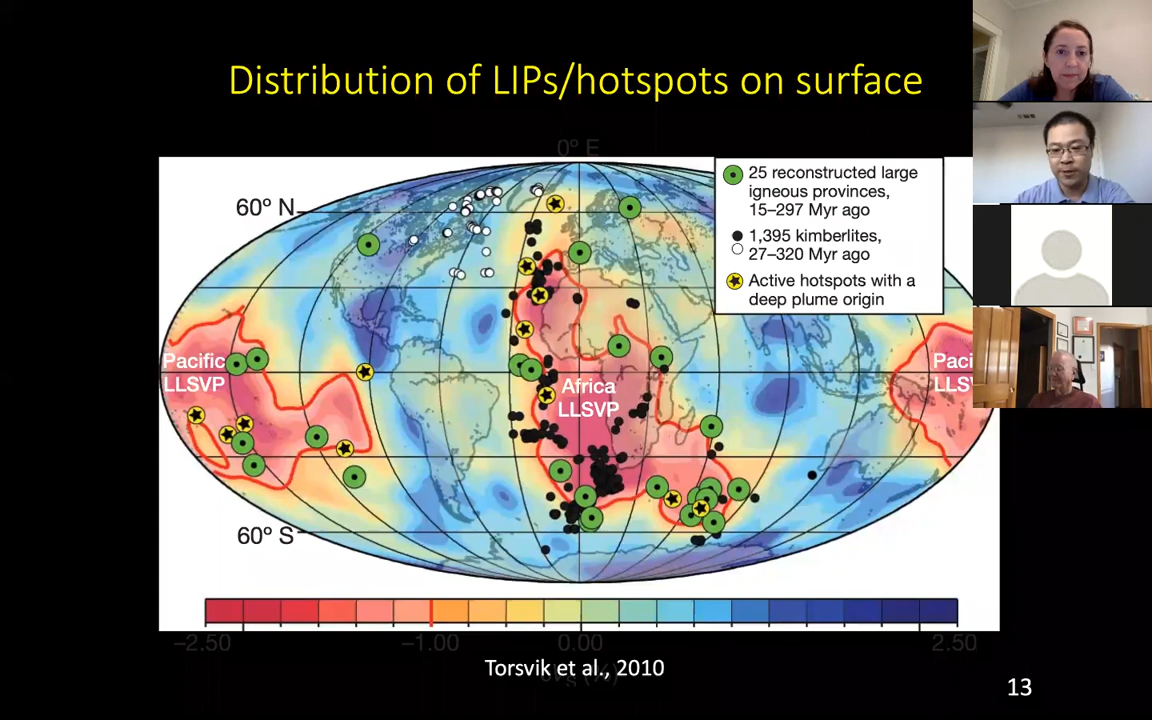 Distribution of LIPs/hotspots on surface
0° E
60° N
25 reconstructed large
igneous provinces,
15–297 Myr ago
1,395 kimberlites,
27–320 Myr ago
Active hotspots with a
deep plume origin
Pacific
LLSVP
Africa
LLSVP
Paci
LLSV
60° S
–2.50
–1.00
0.00
2.50
Torsvik et al., 2010
13